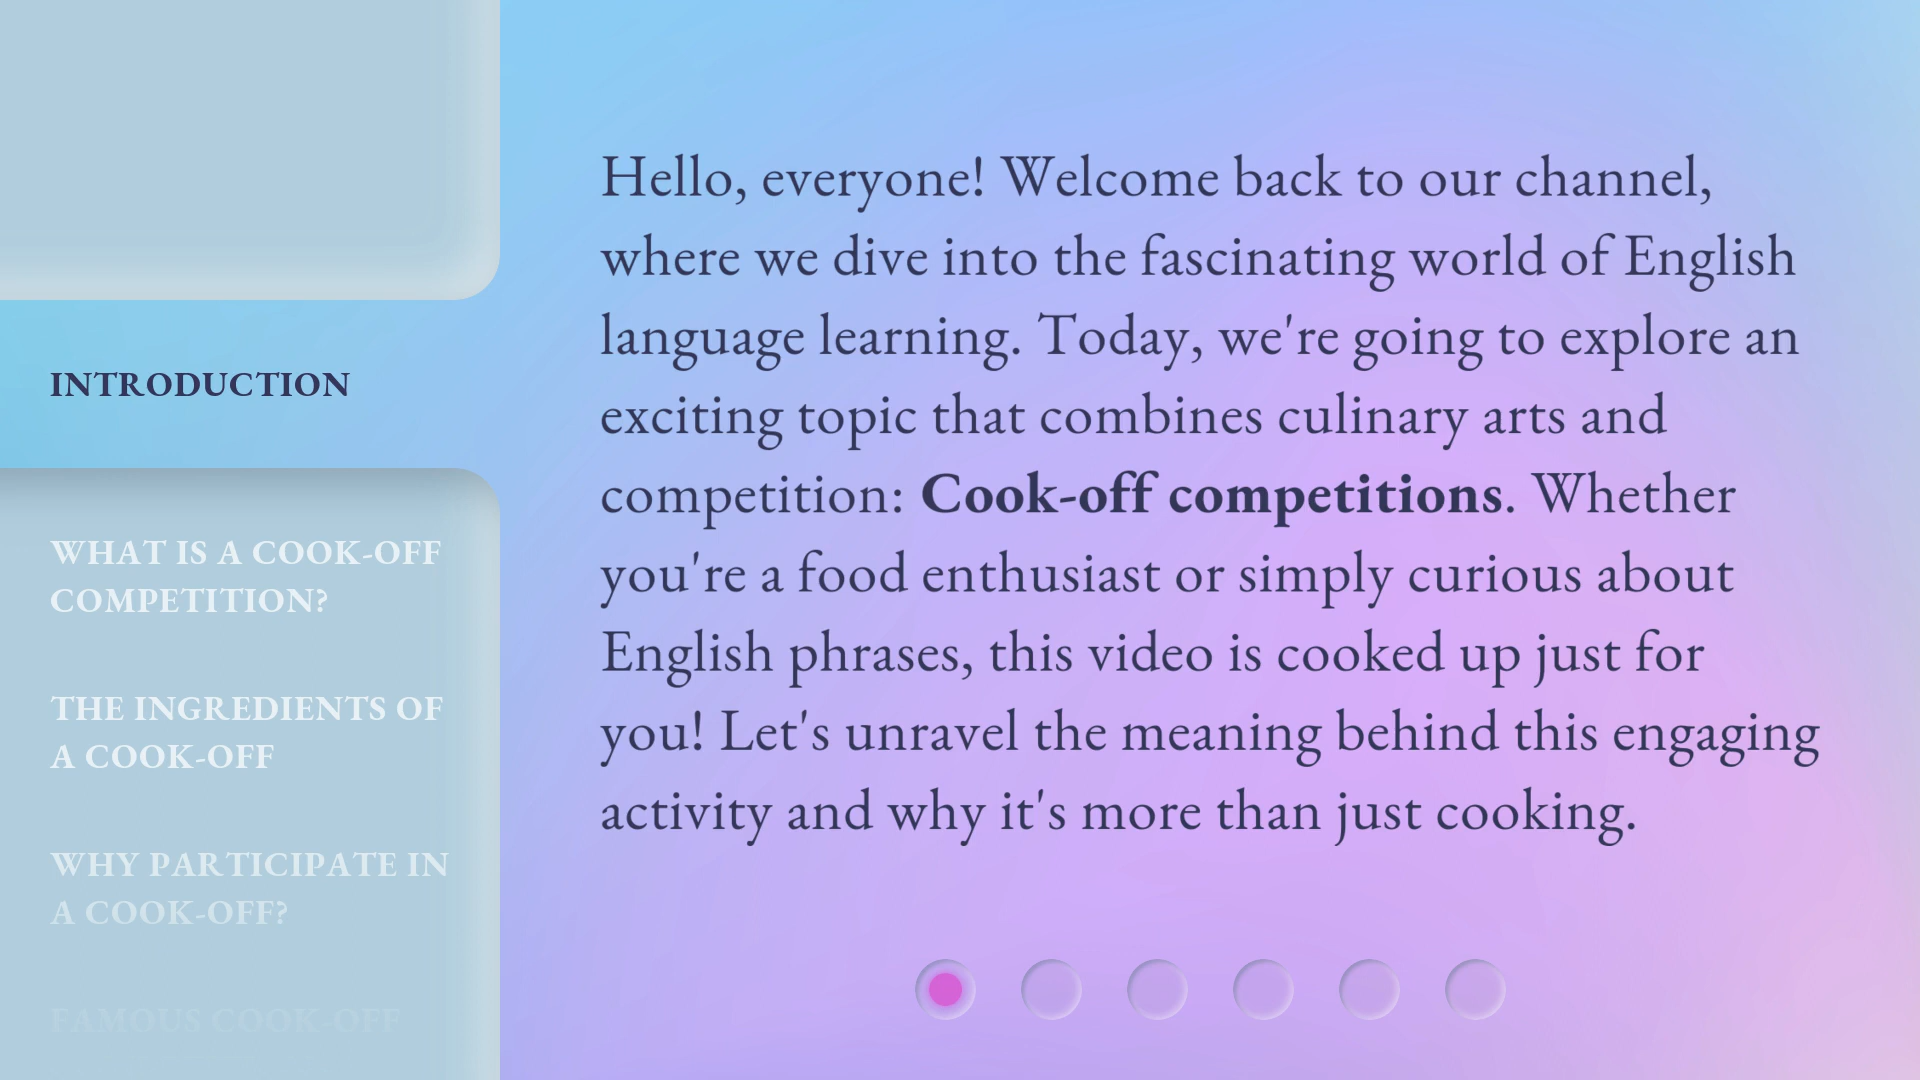 INTRODUCTION
WHAT IS A COOK-OFF
COMPETITION?
THE INGREDIENTS OF
A COOK-OFF
WHY PARTICIPATE IN
A COOK-OFF?
FAMOUS COOK-OFF
Hello, everyone! Welcome back to our channel,
where we dive into the fascinating world of English
language learning. Today, we're going to explore an
exciting topic that combines culinary arts and
competition: Cook-off competitions. Whether
you're a food enthusiast or simply curious about
English phrases, this video is cooked up just for
you! Let's unravel the meaning behind this engaging
activity and why it's more than just cooking.